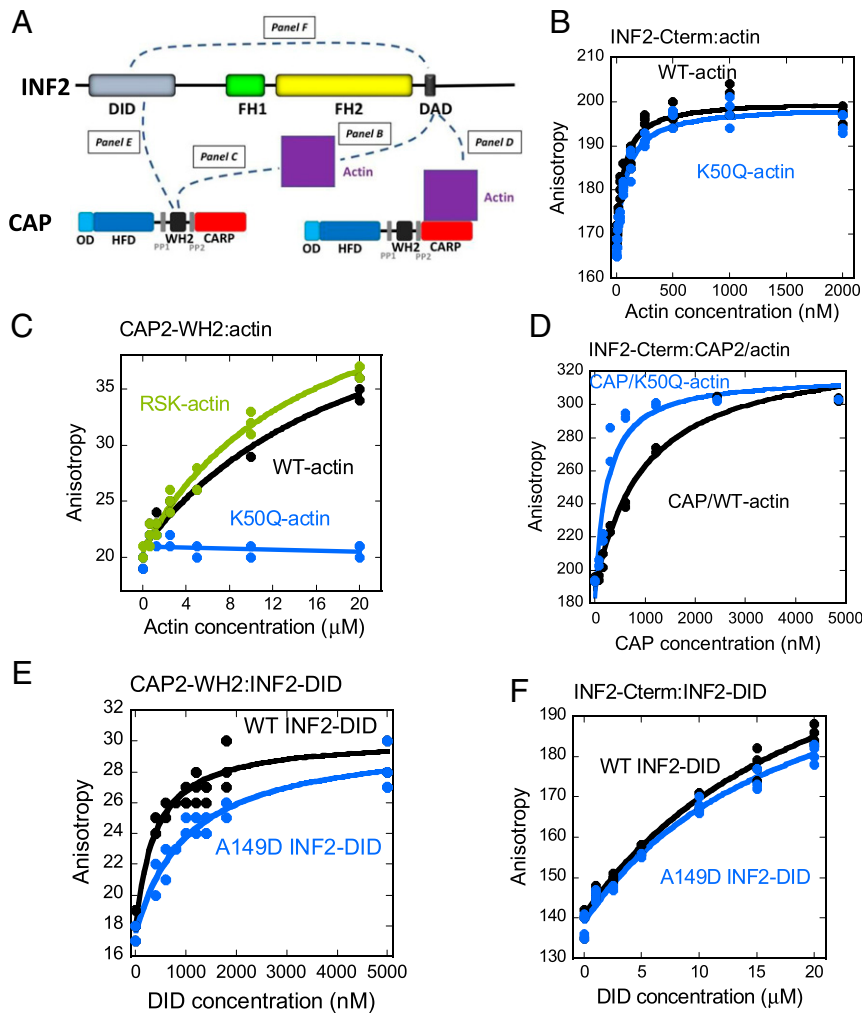 A
Panel F
INF2
DID
FH1
FH2
DAD
Panel E
Panel C
Panel B
Panel D
Actin
Actin
CAP
OD
HFD
PP1
WH2
PP2
CARP
OD
HFD
PP1
WH2
PP2
CARP
B
INF2-Cterm:actin
210
200
190
180
170
160
Anisotropy
WT-actin
K50Q-actin
0
500
1000
1500
2000
Actin concentration (nM)
C
CAP2-WH2:actin
35
30
25
20
Anisotropy
RSK-actin
WT-actin
K50Q-actin
0
4
8
12
16
20
Actin concentration (μM)
D
INF2-Cterm:CAP2/actin
320
300
280
260
240
220
200
180
Anisotropy
CAP/K50Q-actin
CAP/WT-actin
0
1000
2000
3000
4000
5000
CAP concentration (nM)
E
CAP2-WH2:INF2-DID
32
30
28
26
24
22
20
18
16
Anisotropy
WT INF2-DID
A149D INF2-DID
0
1000
2000
3000
4000
5000
DID concentration (nM)
F
INF2-Cterm:INF2-DID
190
180
170
160
150
140
130
Anisotropy
WT INF2-DID
A149D INF2-DID
0
5
10
15
20
DID concentration (μM)